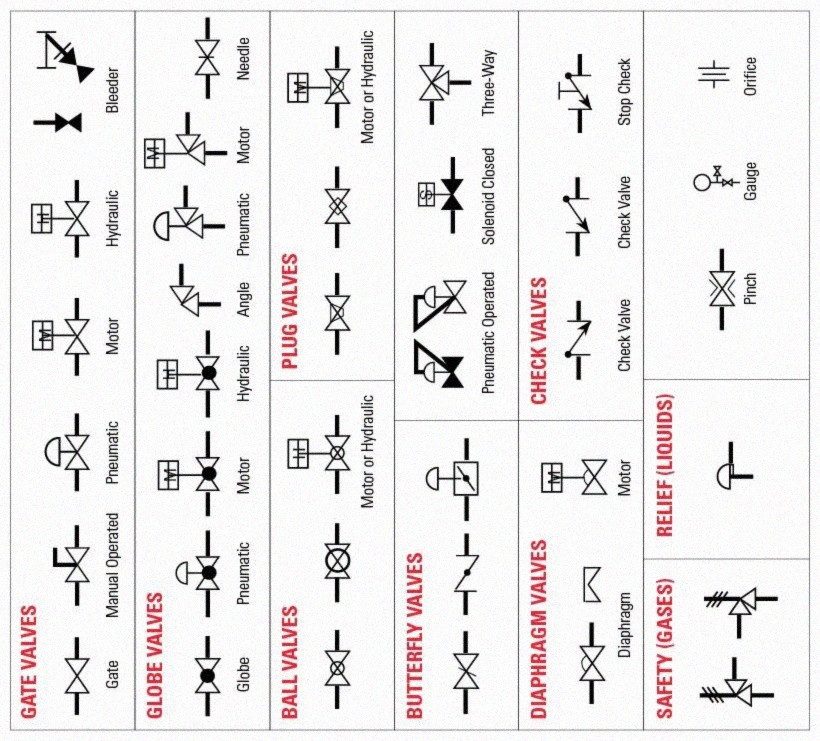 GATE VALVES
Gate
Manual Operated
Pneumatic
M
Motor
H
Hydraulic
Bleeder
GLOBE VALVES
Globe
Pneumatic
M
Motor
H
Hydraulic
Angle
Pneumatic
M
Motor
Needle
BALL VALVES
H
Motor or Hydraulic
PLUG VALVES
M
Motor or Hydraulic
BUTTERFLY VALVES
Pneumatic Operated
S
Solenoid Closed
Three-Way
DIAPHRAGM VALVES
Diaphragm
M
Motor
CHECK VALVES
Check Valve
Check Valve
Stop Check
SAFETY (GASES)
RELIEF (LIQUIDS)
Pinch
Gauge
Orifice